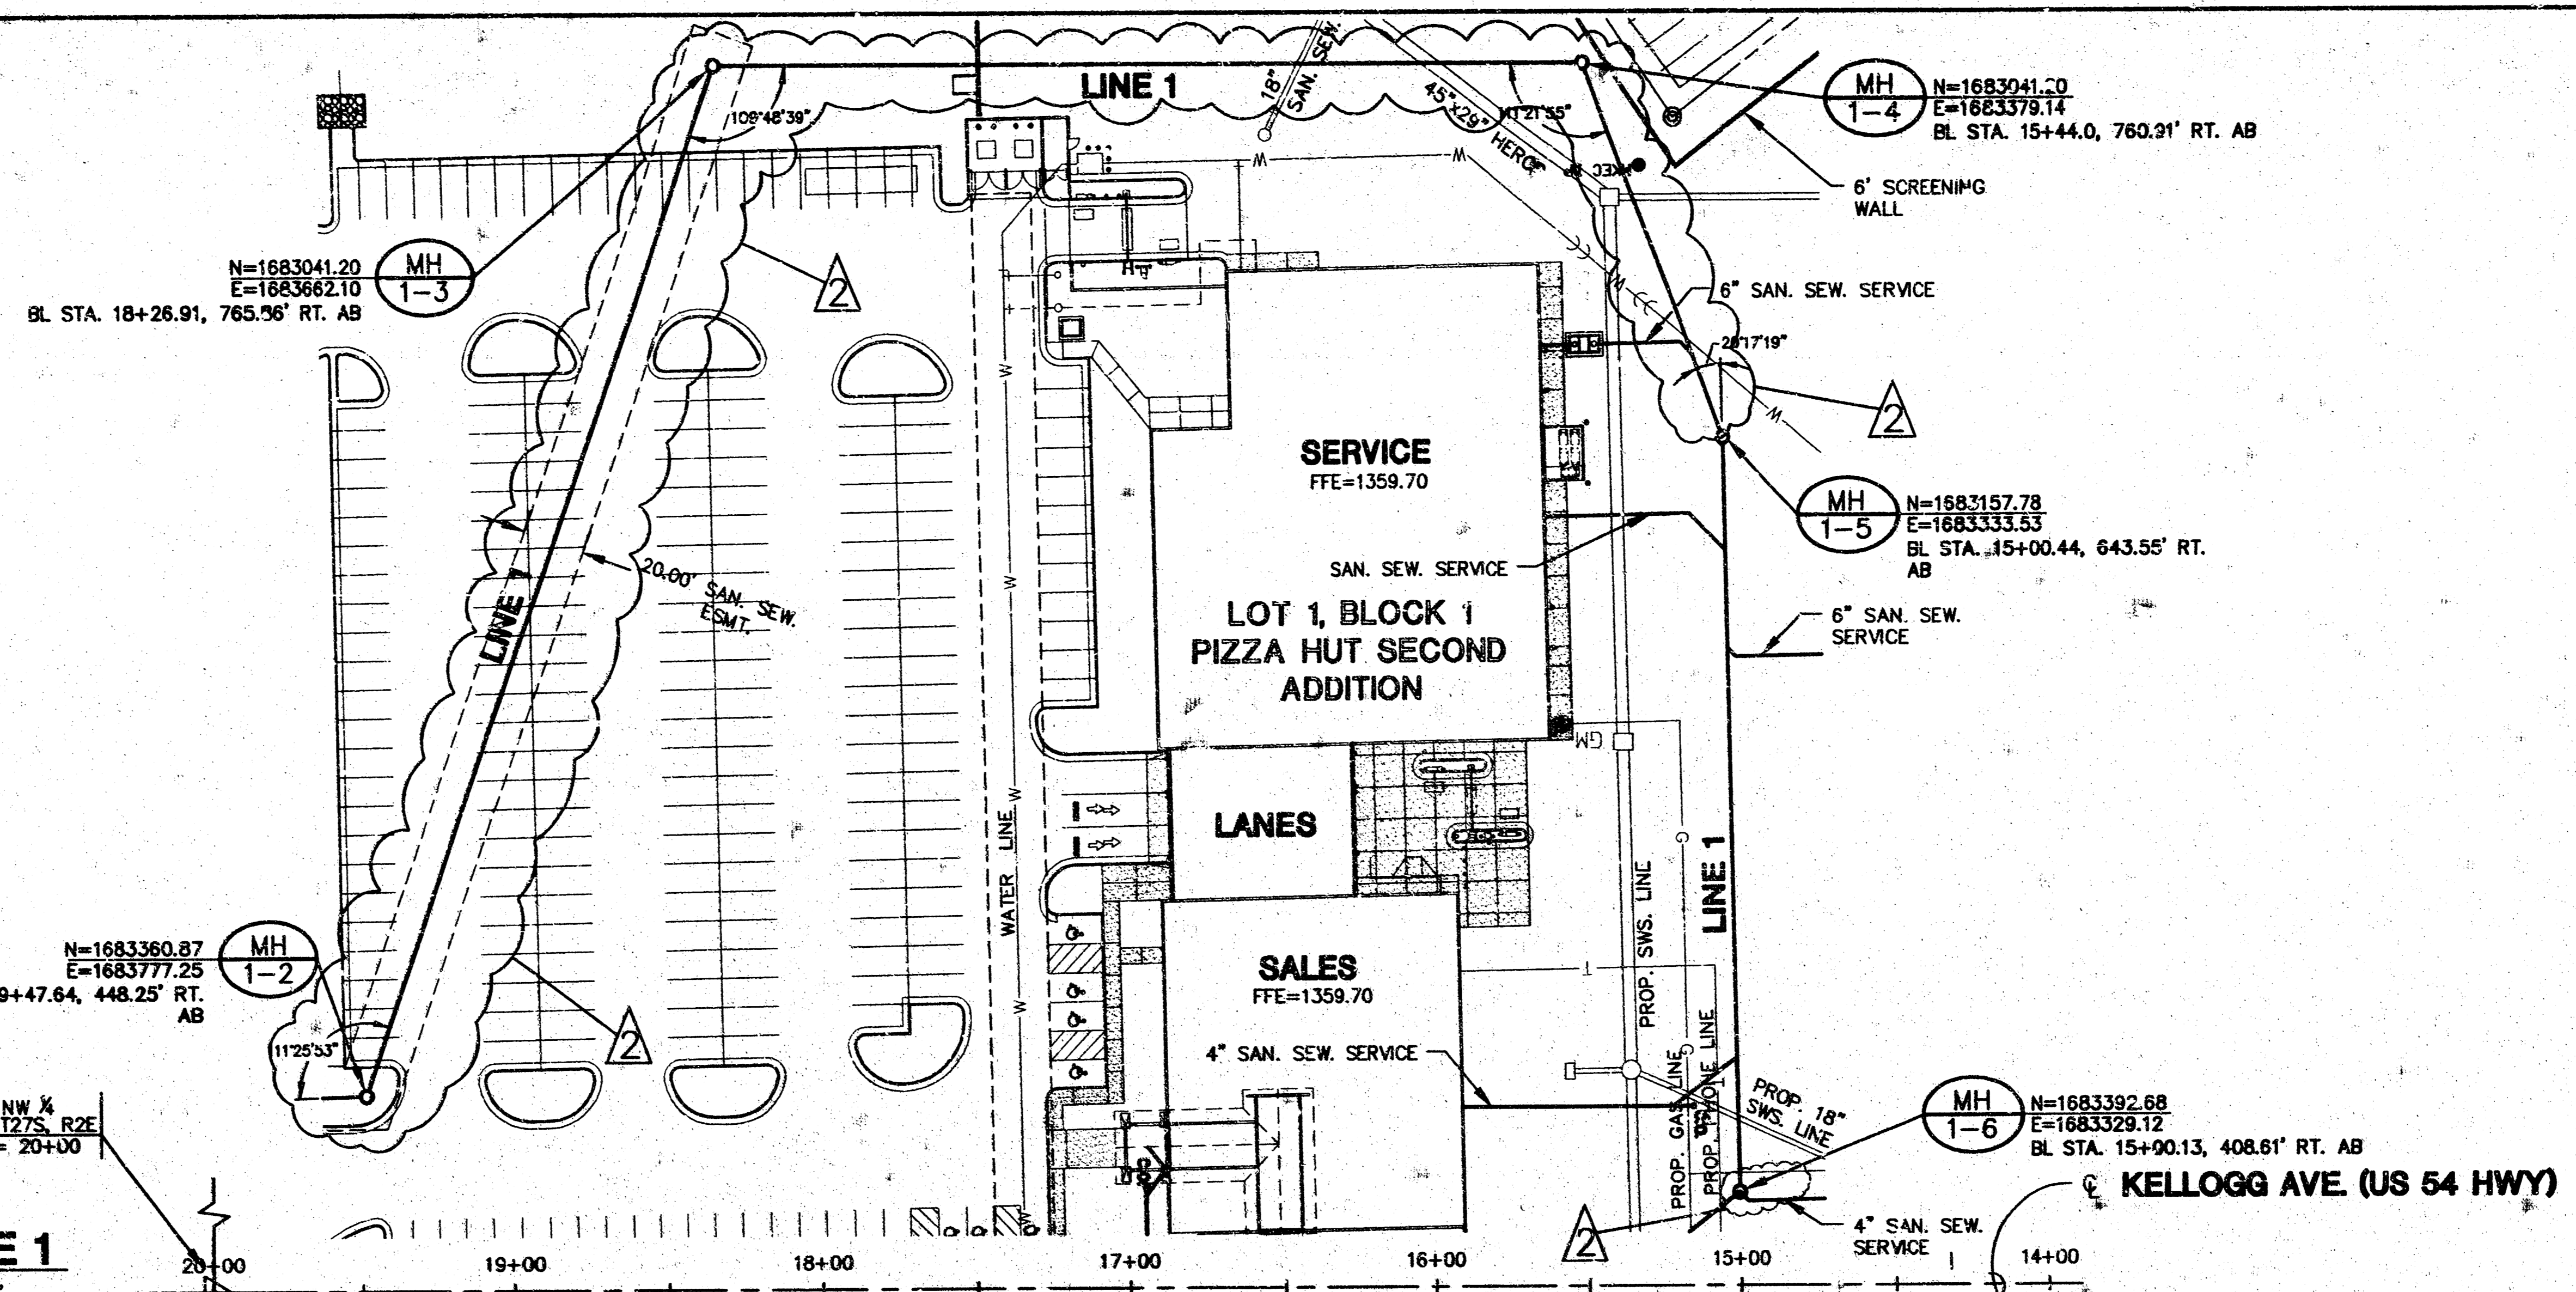 LINE 1
18"
SAN. SEW.
45"x29" HERCP
109°48'39"
MH
1-4
N=1683041.20
E=1683379.14
BL STA. 15+44.0, 760.91' RT. AB
W
W
6' SCREENING
WALL
N=1683041.20
E=1683662.10
MH
1-3
BL STA. 18+26.91, 765.56' RT. AB
2
6" SAN. SEW. SERVICE
W
20°17'19"
W
W
2
SERVICE
FFE=1359.70
MH
1-5
N=1683157.78
E=1683333.53
BL STA. 15+00.44, 643.55' RT.
AB
20.00' SAN. SEW.
ESMT.
SAN. SEW. SERVICE
W
LINE 1
LOT 1, BLOCK 1
PIZZA HUT SECOND
ADDITION
6" SAN. SEW.
SERVICE
GM
W
WATER LINE
LANES
G
LINE 1
N=1683360.87
E=1683777.25
MH
1-2
9+47.64, 448.25' RT.
AB
SALES
FFE=1359.70
T
PROP. SWS. LINE
W
2
11°25'53"
4" SAN. SEW. SERVICE
G
PROP. GAS LINE
PROP. PHONE LINE
PROP. 18"
SWS. LINE
MH
1-6
N=1683392.68
E=1683329.12
BL STA. 15+00.13, 408.61' RT. AB
NW ¼
T27S, R2E
= 20+00
CO
W
℄ KELLOGG AVE. (US 54 HWY)
2
4" SAN. SEW.
SERVICE
E 1
20+00
19+00
18+00
17+00
16+00
15+00
14+00